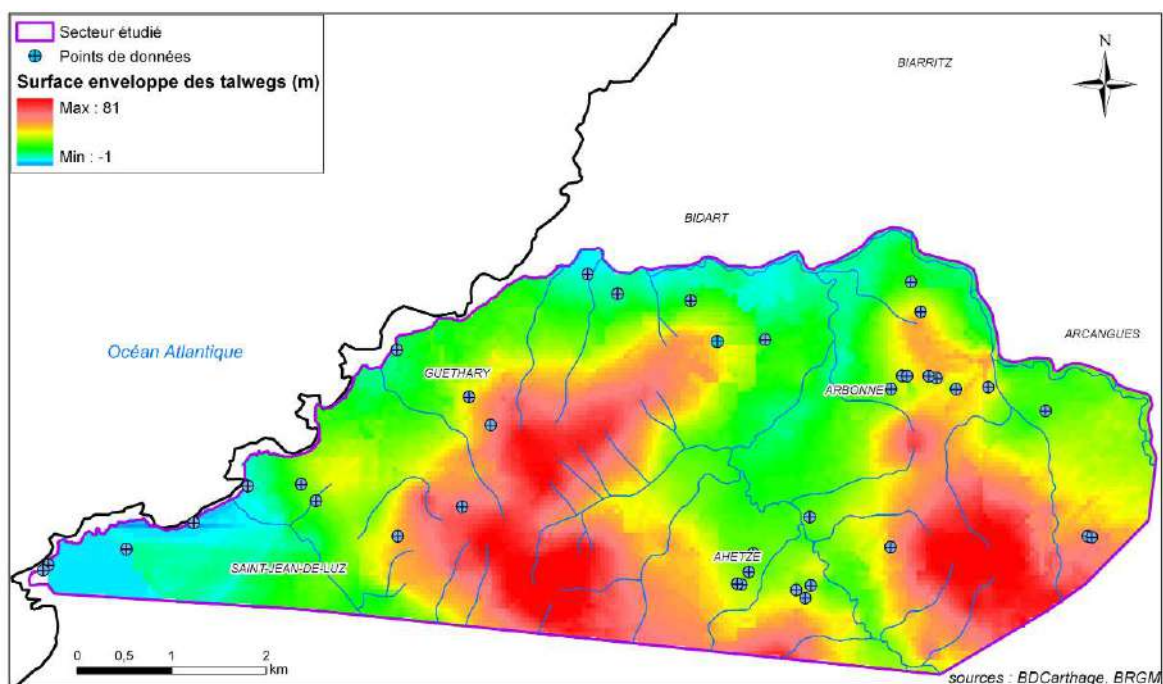 Secteur étudié
Points de données
Surface enveloppe des talwegs (m)
Max : 81
Min : -1
N
BIARRITZ
BIDART
ARCANGUES
Océan Atlantique
GUETHARY
ARBONNE
SAINT-JEAN-DE-LUZ
AHETZE
0 0,5 1 2
km
sources : BDCarthage, BRGM